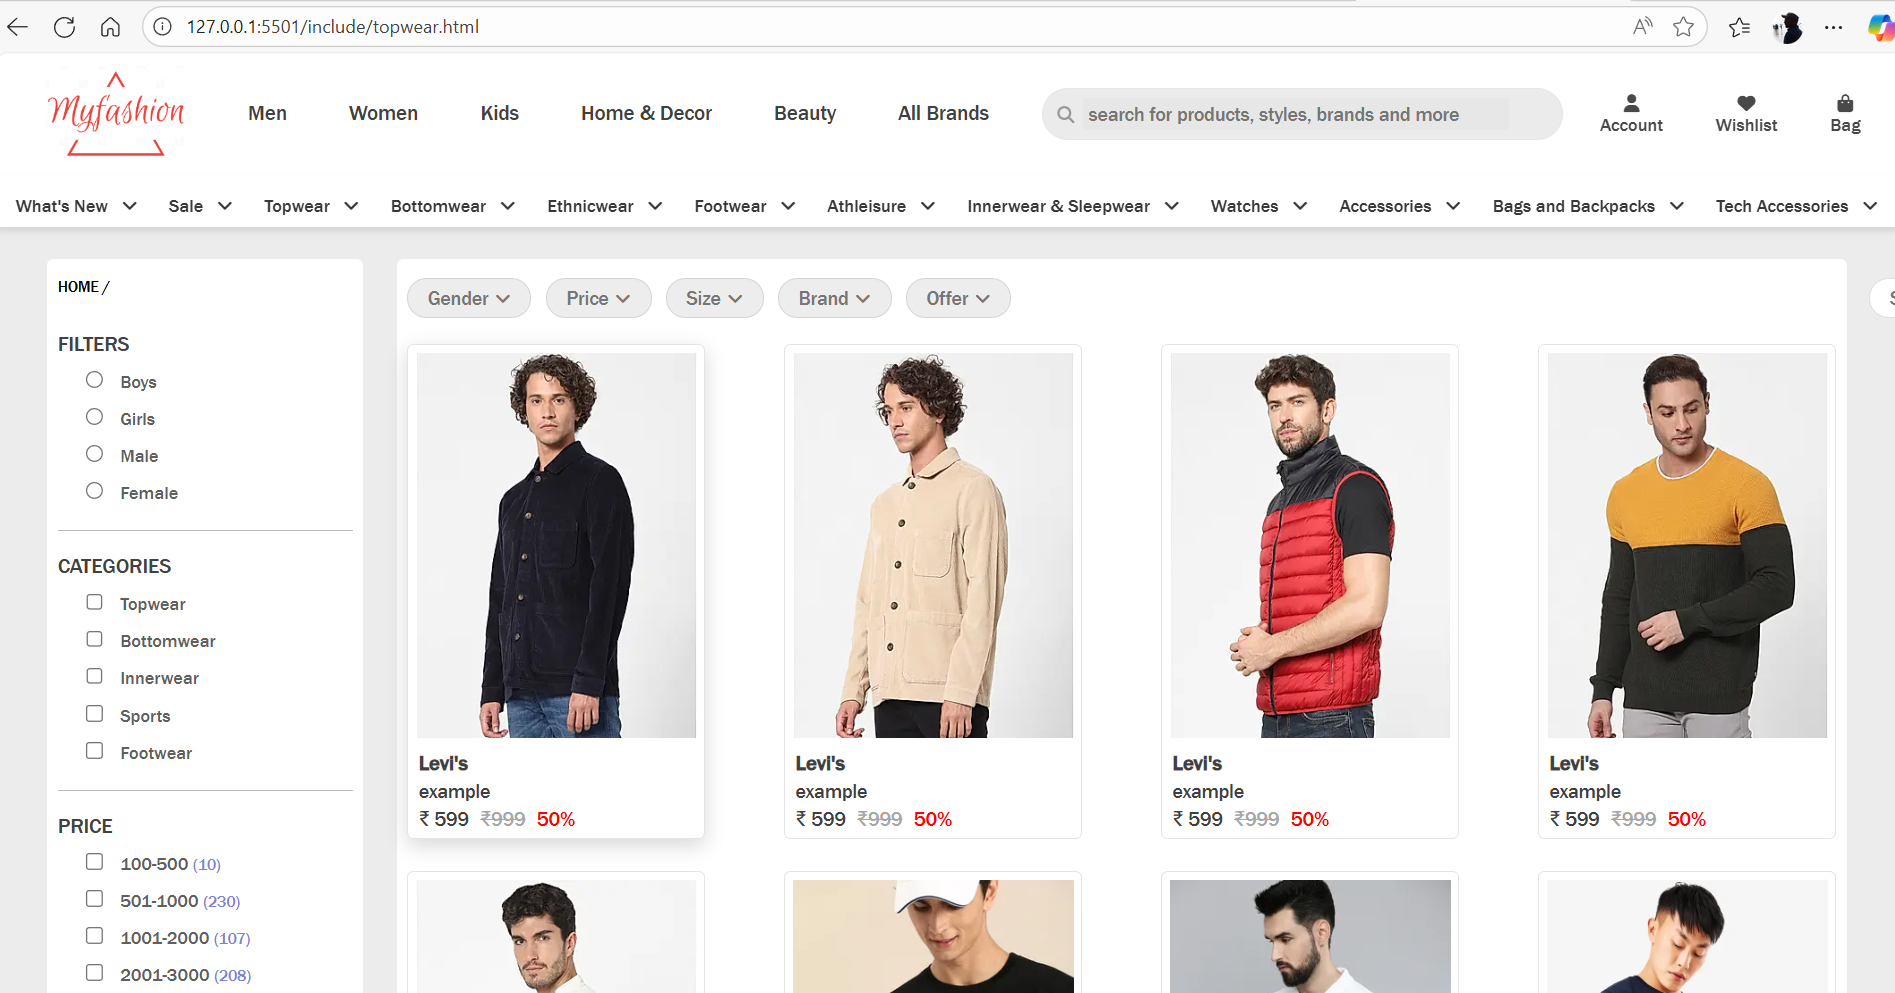 127.0.0.1:5501/include/topwear.html
Myfashion
Men Women Kids Home & Decor Beauty All Brands
search for products, styles, brands and more
Account Wishlist Bag
What's New Sale Topwear Bottomwear Ethnicwear Footwear Athleisure Innerwear & Sleepwear Watches Accessories Bags and Backpacks Tech Accessories
HOME /
FILTERS
Boys
Girls
Male
Female
CATEGORIES
Topwear
Bottomwear
Innerwear
Sports
Footwear
PRICE
100-500 (10)
501-1000 (230)
1001-2000 (107)
2001-3000 (208)
Gender Price Size Brand Offer
Levi's
example
₹ 599 ₹999 50%
Levi's
example
₹ 599 ₹999 50%
Levi's
example
₹ 599 ₹999 50%
Levi's
example
₹ 599 ₹999 50%